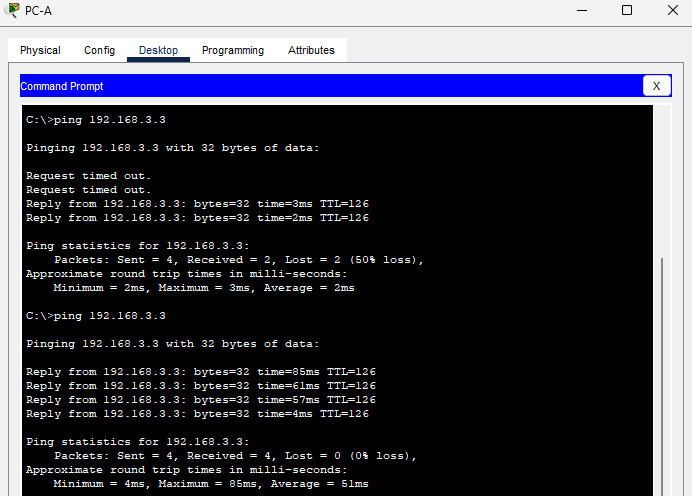 PC-A
Physical Config Desktop Programming Attributes
Command Prompt X
C:\>ping 192.168.3.3
Pinging 192.168.3.3 with 32 bytes of data:
Request timed out.
Request timed out.
Reply from 192.168.3.3: bytes=32 time=3ms TTL=126
Reply from 192.168.3.3: bytes=32 time=2ms TTL=126
Ping statistics for 192.168.3.3:
    Packets: Sent = 4, Received = 2, Lost = 2 (50% loss),
Approximate round trip times in milli-seconds:
    Minimum = 2ms, Maximum = 3ms, Average = 2ms
C:\>ping 192.168.3.3
Pinging 192.168.3.3 with 32 bytes of data:
Reply from 192.168.3.3: bytes=32 time=85ms TTL=126
Reply from 192.168.3.3: bytes=32 time=61ms TTL=126
Reply from 192.168.3.3: bytes=32 time=57ms TTL=126
Reply from 192.168.3.3: bytes=32 time=4ms TTL=126
Ping statistics for 192.168.3.3:
    Packets: Sent = 4, Received = 4, Lost = 0 (0% loss),
Approximate round trip times in milli-seconds:
    Minimum = 4ms, Maximum = 85ms, Average = 51ms